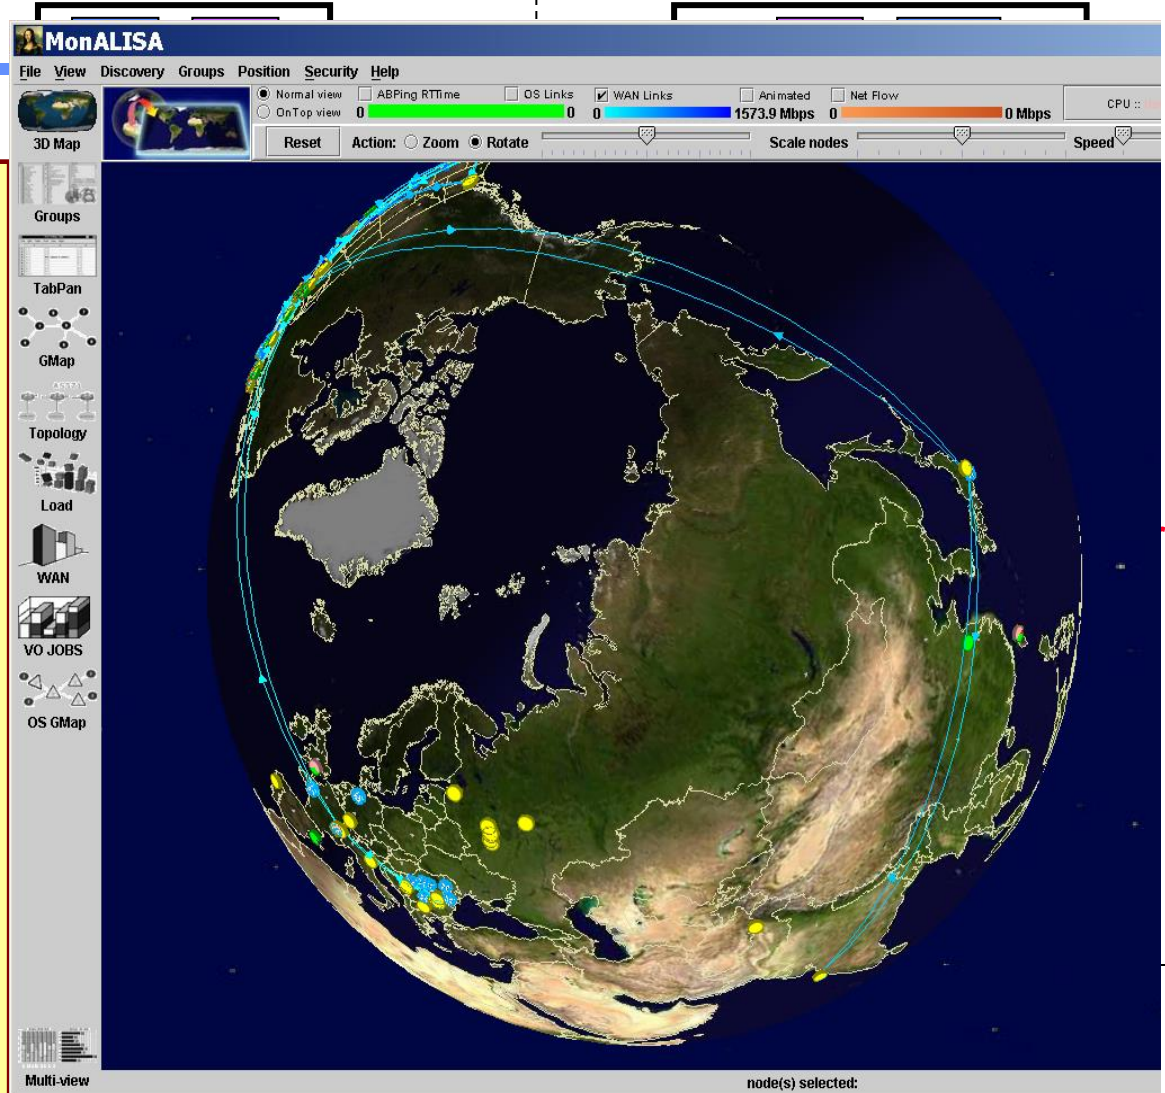 MonALISA
File View Discovery Groups Position Security Help
Normal view ABPing RTTime OS Links WAN Links Animated Net Flow
OnTop view 0 0 0 1573.9 Mbps 0 0 Mbps CPU ::
Reset Action: Zoom Rotate Scale nodes Speed
3D Map
Groups
TabPan
GMap
Topology
Load
WAN
VO JOBS
OS GMap
Multi-view
node(s) selected: